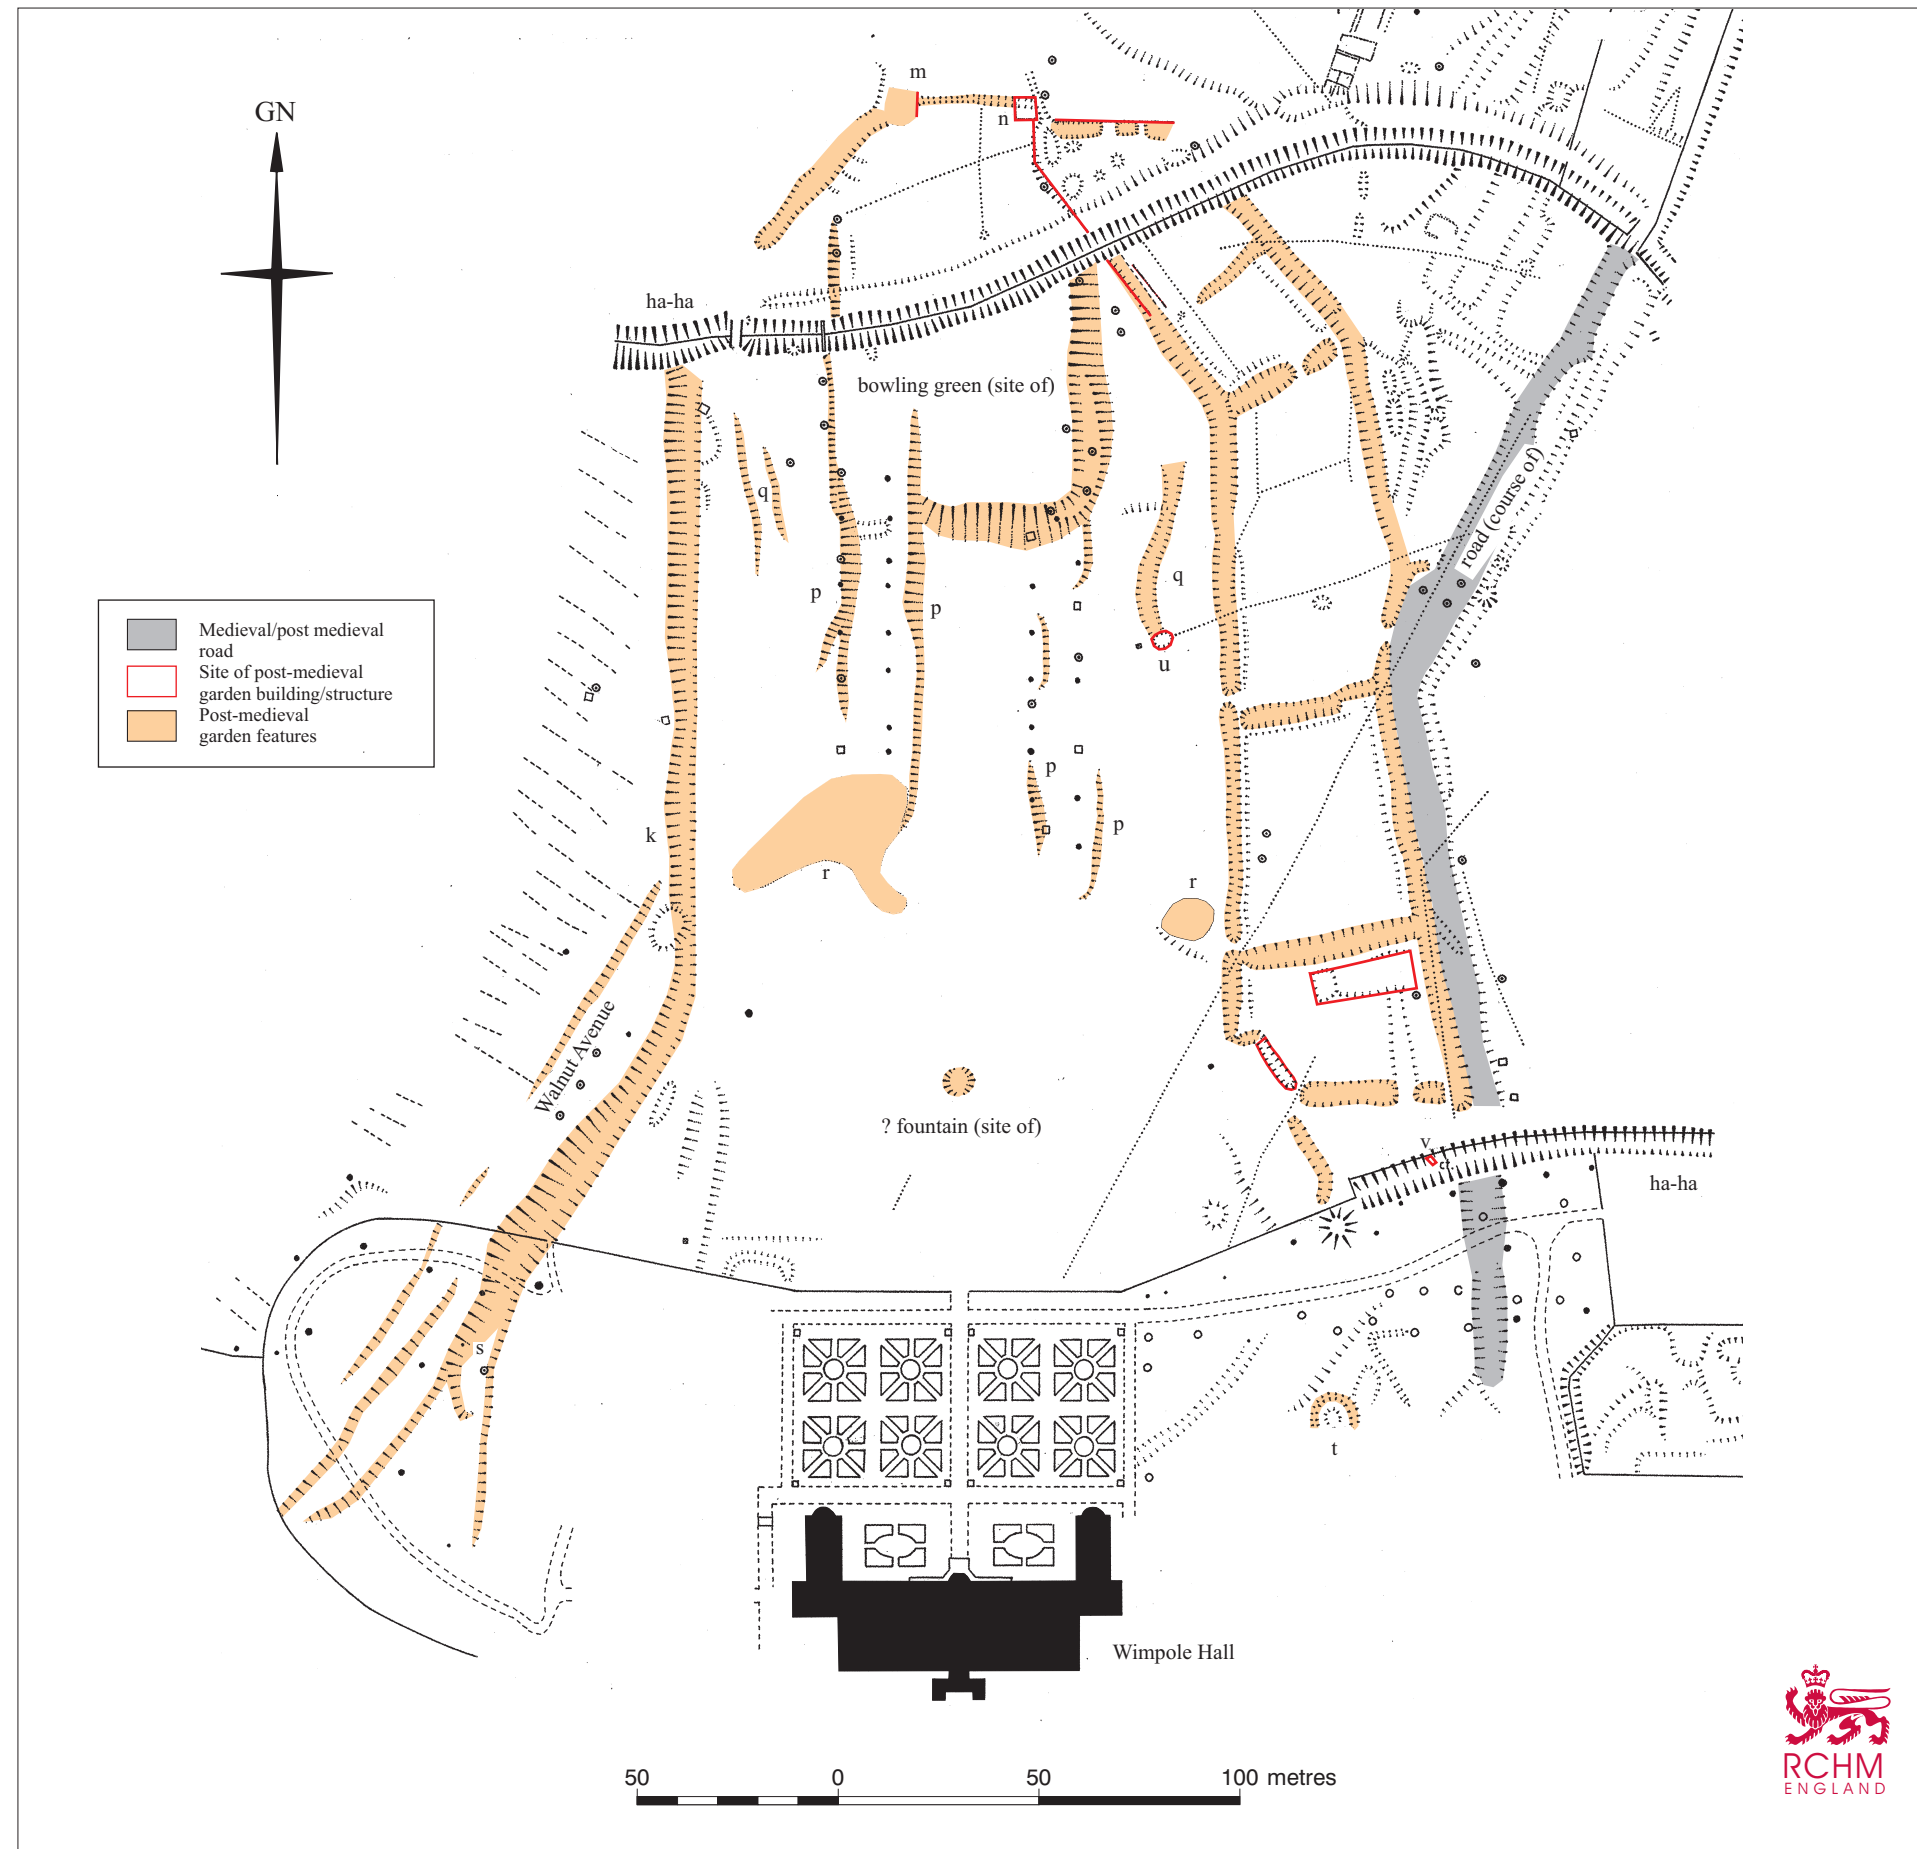 m
GN
n
ha-ha
bowling green (site of)
q
road (course of)
p
p
q
u
Medieval/post medieval
road
Site of post-medieval
garden building/structure
Post-medieval
garden features
p
p
k
r
r
Walnut Avenue
? fountain (site of)
v
ha-ha
s
t
Wimpole Hall
50 0 50 100 metres
RCHM
ENGLAND